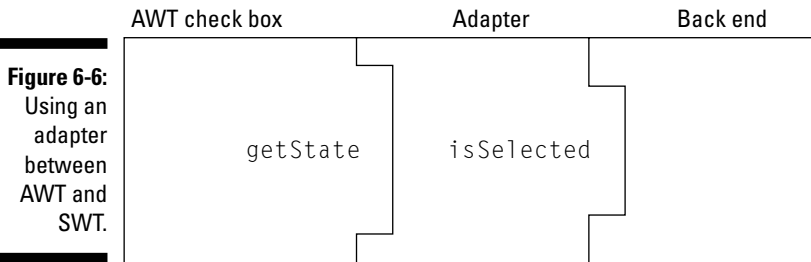 AWT check box Adapter Back end
Figure 6-6:
Using an
adapter
between
AWT and
SWT.
getState isSelected